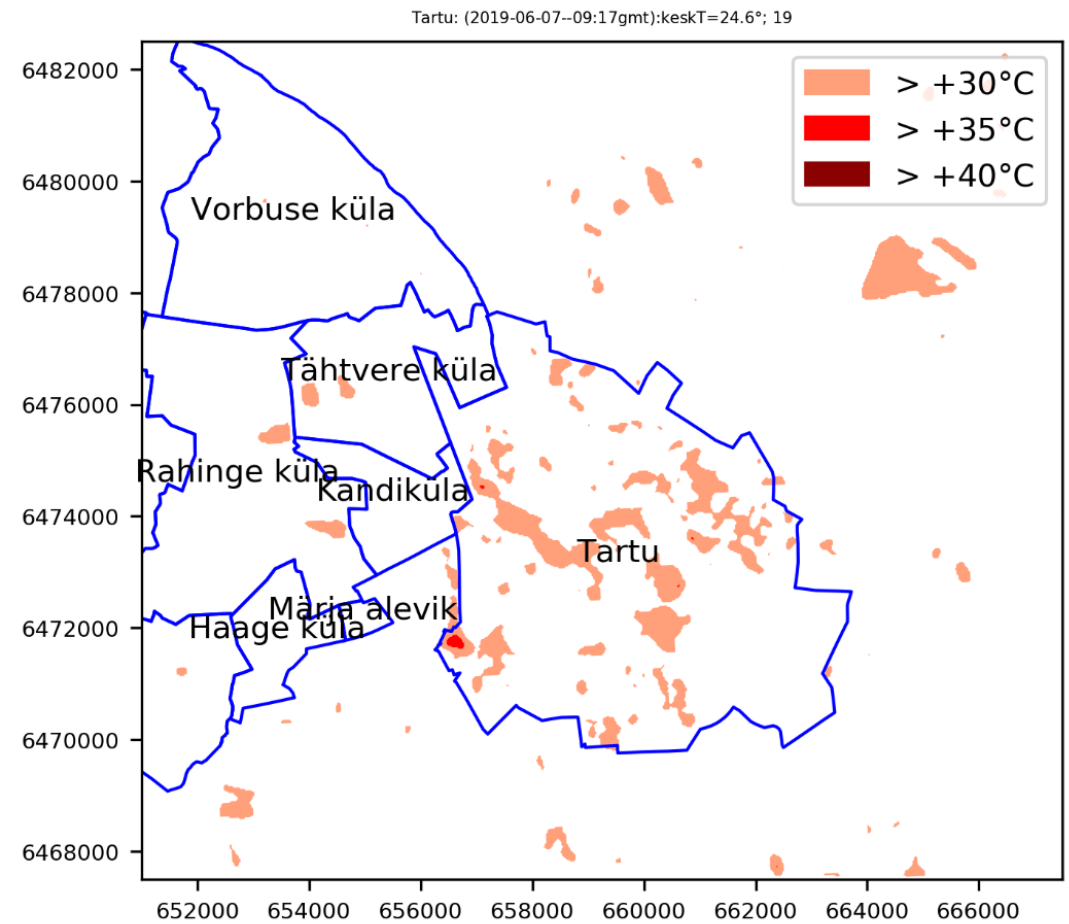 Tartu: (2019-06-07--09:17gmt):keskT=24.6°; 19
> +30°C
> +35°C
> +40°C
6482000
6480000
6478000
6476000
6474000
6472000
6470000
6468000
Vorbuse küla
Tähtvere küla
Rahinge küla
Kandiküla
Tartu
Märja alevik
Haage küla
652000 654000 656000 658000 660000 662000 664000 666000